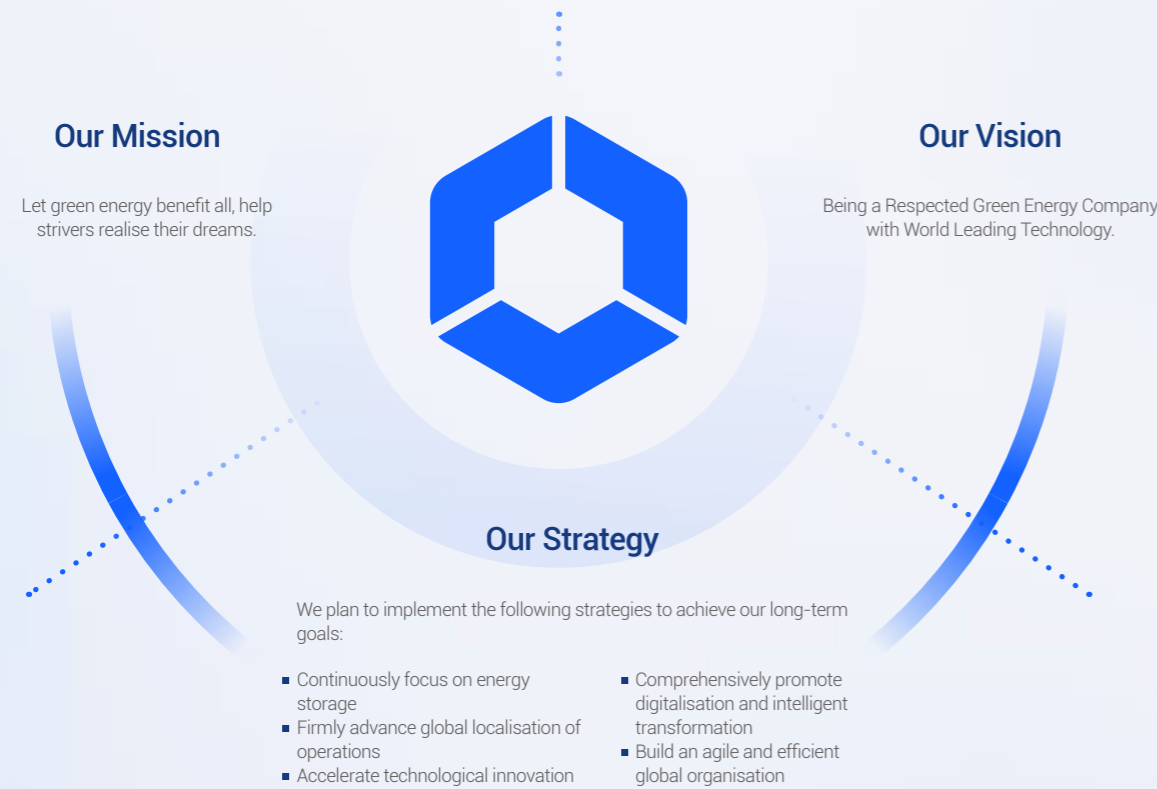 Our Mission
Let green energy benefit all, help
strivers realise their dreams.
Our Vision
Being a Respected Green Energy Company
with World Leading Technology.
Our Strategy
We plan to implement the following strategies to achieve our long-term
goals:
Continuously focus on energy
storage
Firmly advance global localisation of
operations
Accelerate technological innovation
Comprehensively promote
digitalisation and intelligent
transformation
Build an agile and efficient
global organisation